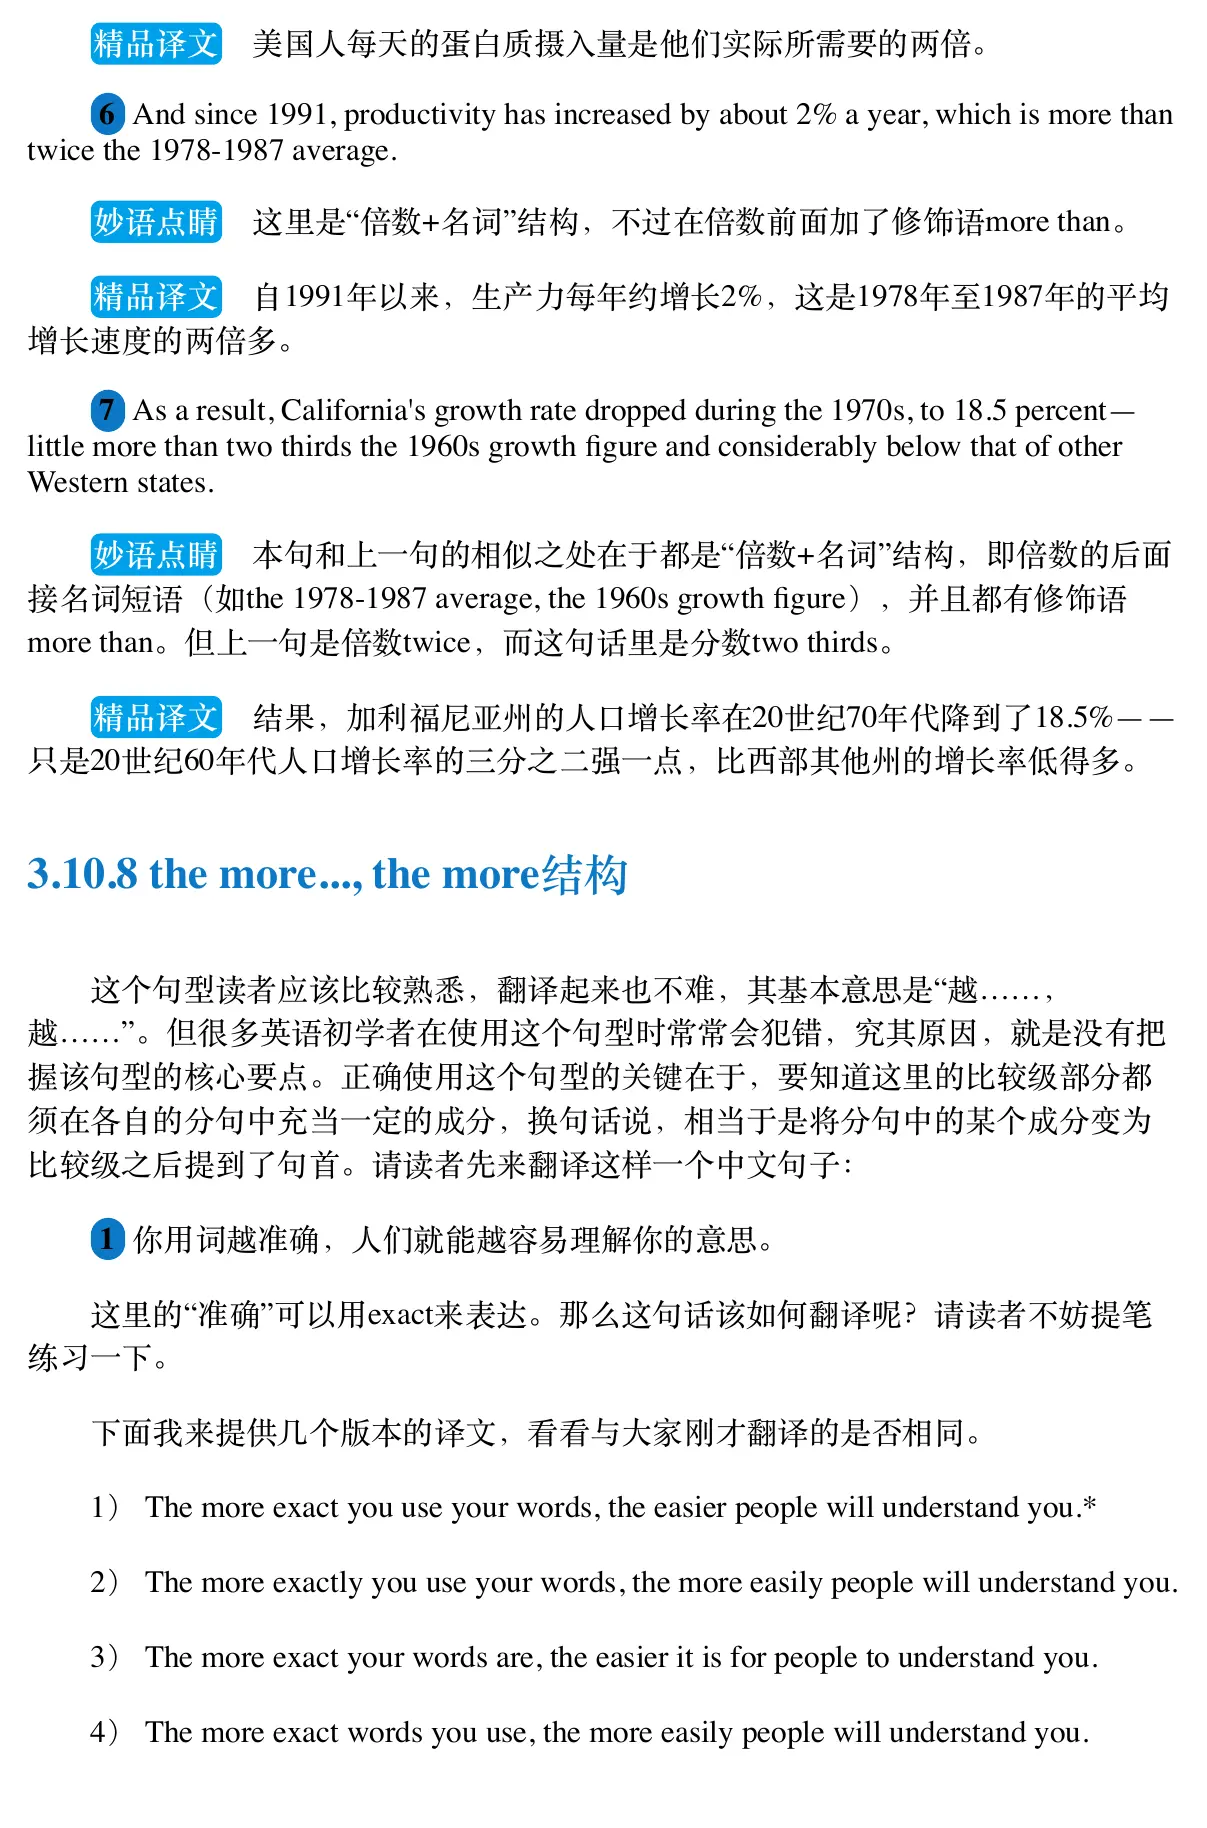 精品译文 美国人每天的蛋白质摄入量是他们实际所需要的两倍。
6 And since 1991, productivity has increased by about 2% a year, which is more than
twice the 1978-1987 average.
妙语点睛 这里是“倍数+名词”结构，不过在倍数前面加了修饰语more than。
精品译文 自1991年以来，生产力每年约增长2%，这是1978年至1987年的平均
增长速度的两倍多。
7 As a result, California's growth rate dropped during the 1970s, to 18.5 percent—
little more than two thirds the 1960s growth figure and considerably below that of other
Western states.
妙语点睛 本句和上一句的相似之处在于都是“倍数+名词”结构，即倍数的后面
接名词短语（如the 1978-1987 average, the 1960s growth figure），并且都有修饰语
more than。但上一句是倍数twice，而这句话里是分数two thirds。
精品译文 结果，加利福尼亚州的人口增长率在20世纪70年代降到了18.5%——
只是20世纪60年代人口增长率的三分之二强一点，比西部其他州的增长率低得多。
3.10.8 the more..., the more结构
这个句型读者应该比较熟悉，翻译起来也不难，其基本意思是“越……，
越……”。但很多英语初学者在使用这个句型时常常会犯错，究其原因，就是没有把
握该句型的核心要点。正确使用这个句型的关键在于，要知道这里的比较级部分都
须在各自的分句中充当一定的成分，换句话说，相当于是将分句中的某个成分变为
比较级之后提到了句首。请读者先来翻译这样一个中文句子：
1 你用词越准确，人们就能越容易理解你的意思。
这里的“准确”可以用exact来表达。那么这句话该如何翻译呢？请读者不妨提笔
练习一下。
下面我来提供几个版本的译文，看看与大家刚才翻译的是否相同。
1） The more exact you use your words, the easier people will understand you.*
2） The more exactly you use your words, the more easily people will understand you.
3） The more exact your words are, the easier it is for people to understand you.
4） The more exact words you use, the more easily people will understand you.